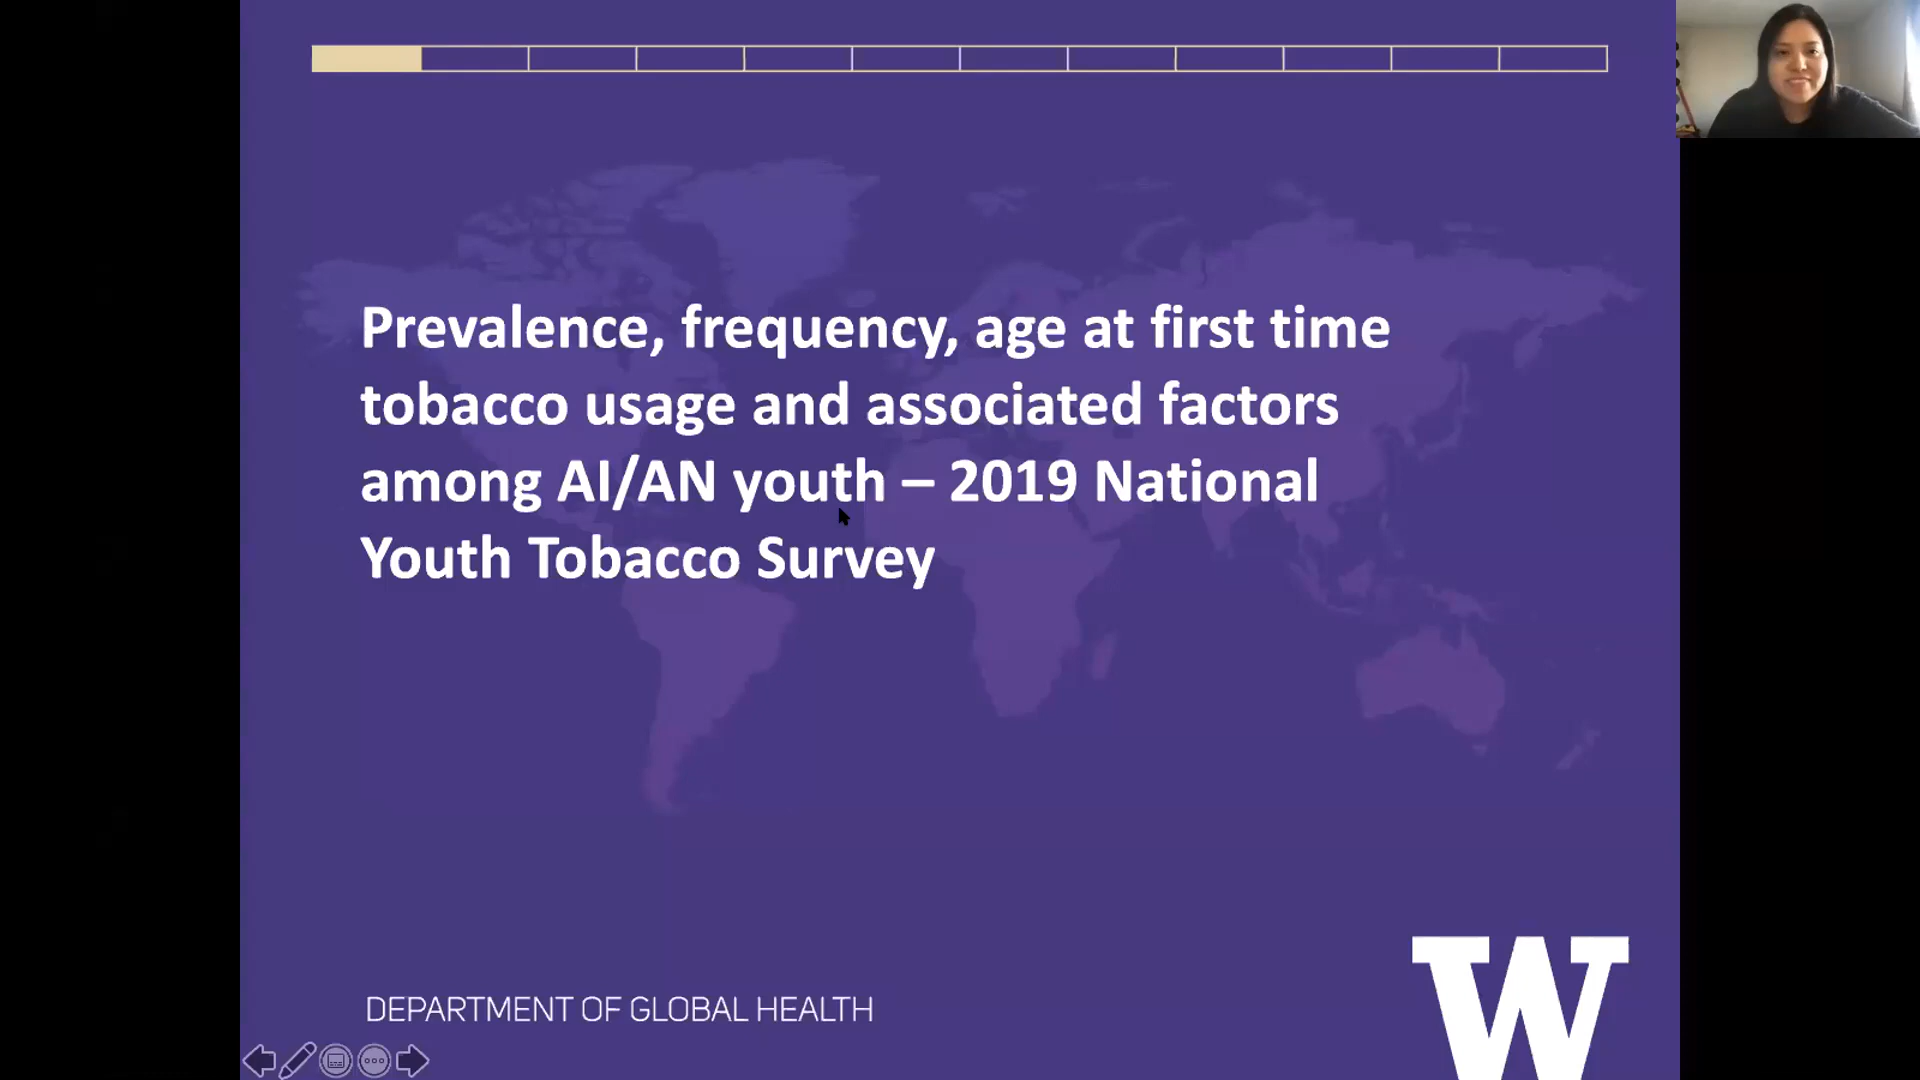 Prevalence, frequency, age at first time
tobacco usage and associated factors
among AI/AN youth – 2019 National
Youth Tobacco Survey
DEPARTMENT OF GLOBAL HEALTH
W